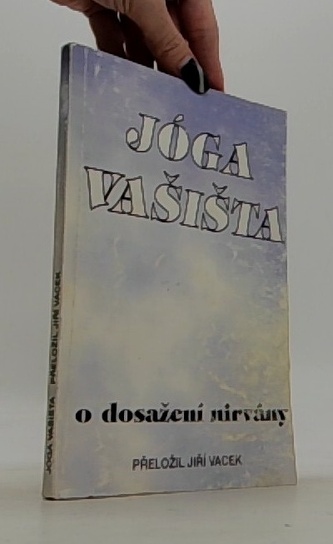 JÓGA
VAŠIŠTA
o dosažení nirvány
PŘELOŽIL JIŘÍ VACEK
JÓGA VAŠIŠTA PŘELOŽIL JIŘÍ VACEK